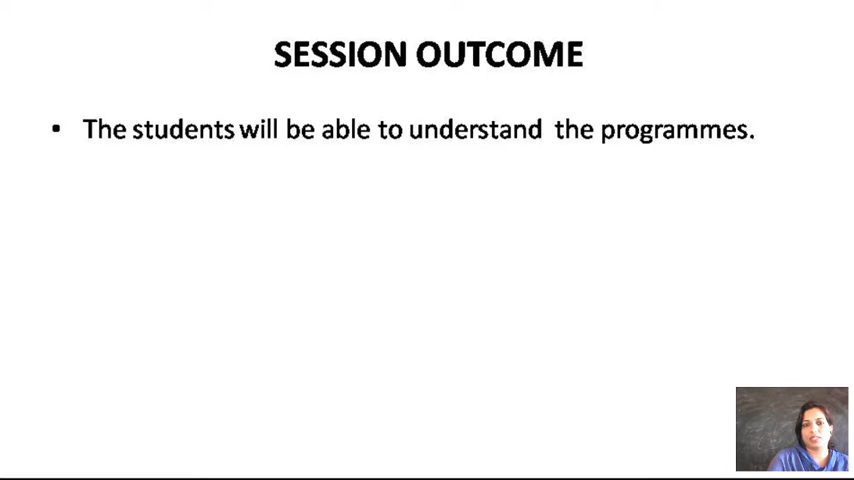 SESSION OUTCOME
• The students will be able to understand the programmes.